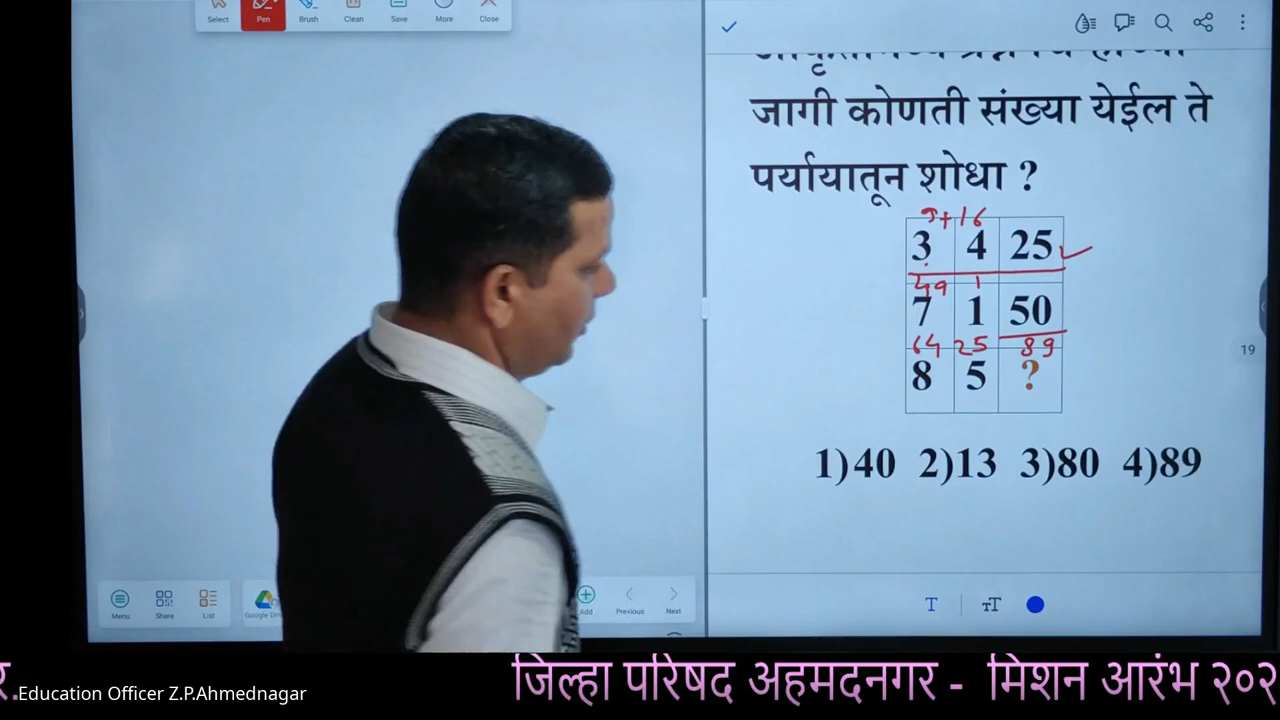 Select Pen Brush Clean Save More Close
जागी कोणती संख्या येईल ते
पर्यायातून शोधा ?
9+16
3 4 25
49 1
7 1 50
64 25 89
8 5 ?
19
1)40 2)13 3)80 4)89
Menu Share List Add Previous Next
T TT
Education Officer Z.P.Ahmednagar
जिल्हा परिषद अहमदनगर - मिशन आरंभ २०२